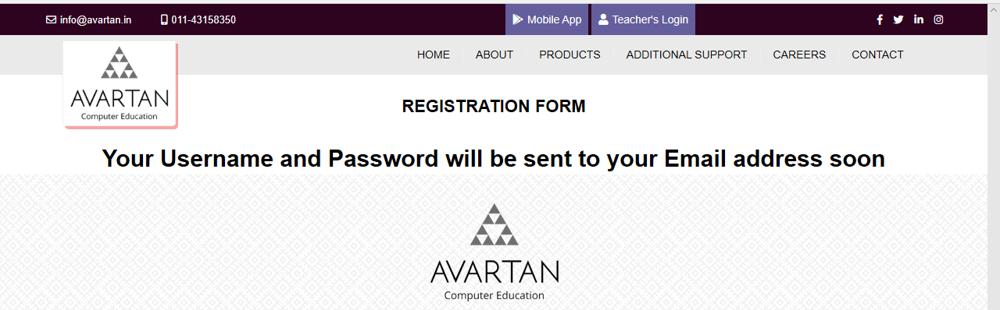 info@avartan.in 011-43158350 Mobile App Teacher's Login
HOME ABOUT PRODUCTS ADDITIONAL SUPPORT CAREERS CONTACT
AVARTAN
Computer Education
REGISTRATION FORM
Your Username and Password will be sent to your Email address soon
AVARTAN
Computer Education